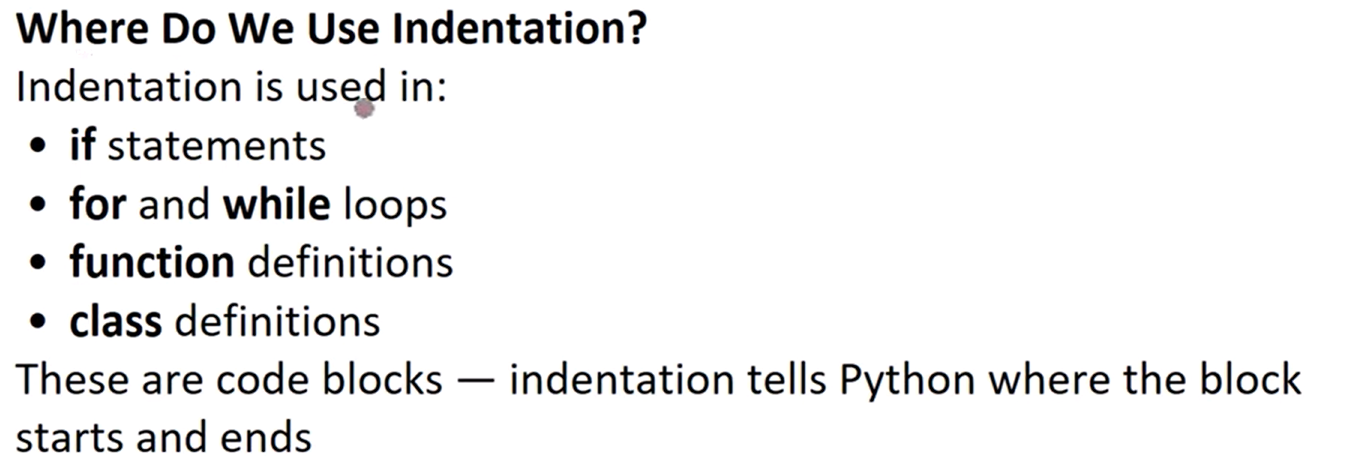 Where Do We Use Indentation?
Indentation is used in:
• if statements
• for and while loops
• function definitions
• class definitions
These are code blocks — indentation tells Python where the block
starts and ends